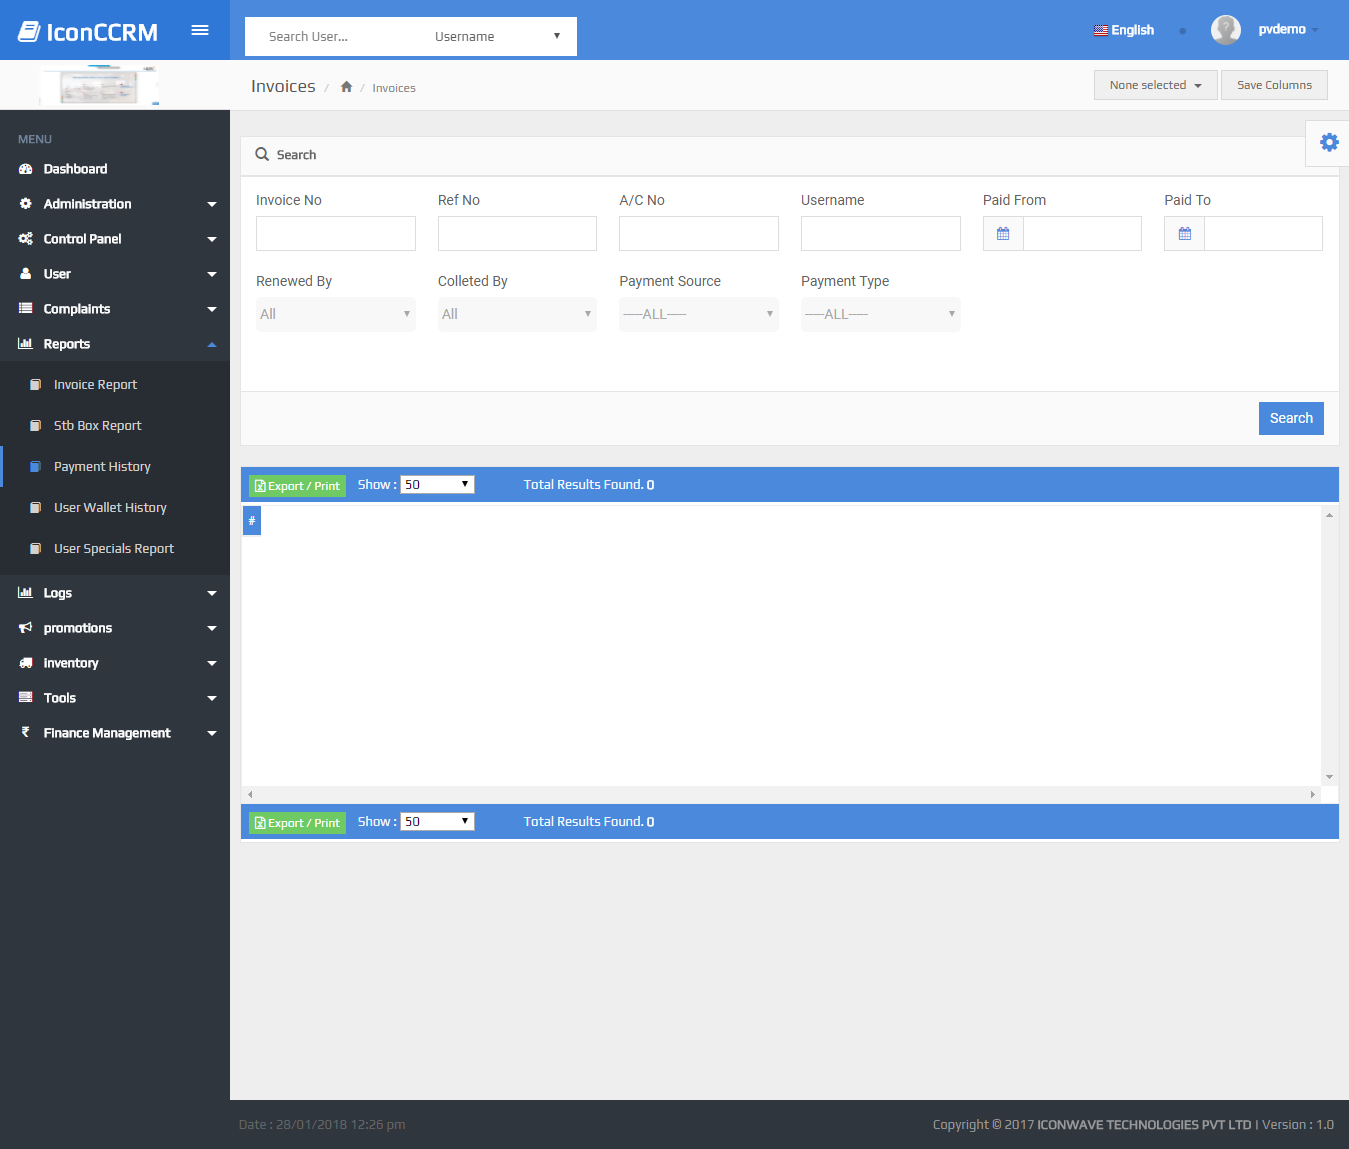 IconCCRM
Search User...
Username
English
pvdemo
Invoices / / Invoices
None selected
Save Columns
MENU
Dashboard
Administration
Control Panel
User
Complaints
Reports
Invoice Report
Stb Box Report
Payment History
User Wallet History
User Specials Report
Logs
promotions
inventory
Tools
Finance Management
Search
Invoice No
Ref No
A/C No
Username
Paid From
Paid To
Renewed By
Colleted By
Payment Source
Payment Type
All
All
-----ALL-----
-----ALL-----
Search
Export / Print Show : 50 Total Results Found. 0
#
Export / Print Show : 50 Total Results Found. 0
Date : 28/01/2018 12:26 pm
Copyright © 2017 ICONWAVE TECHNOLOGIES PVT LTD | Version : 1.0